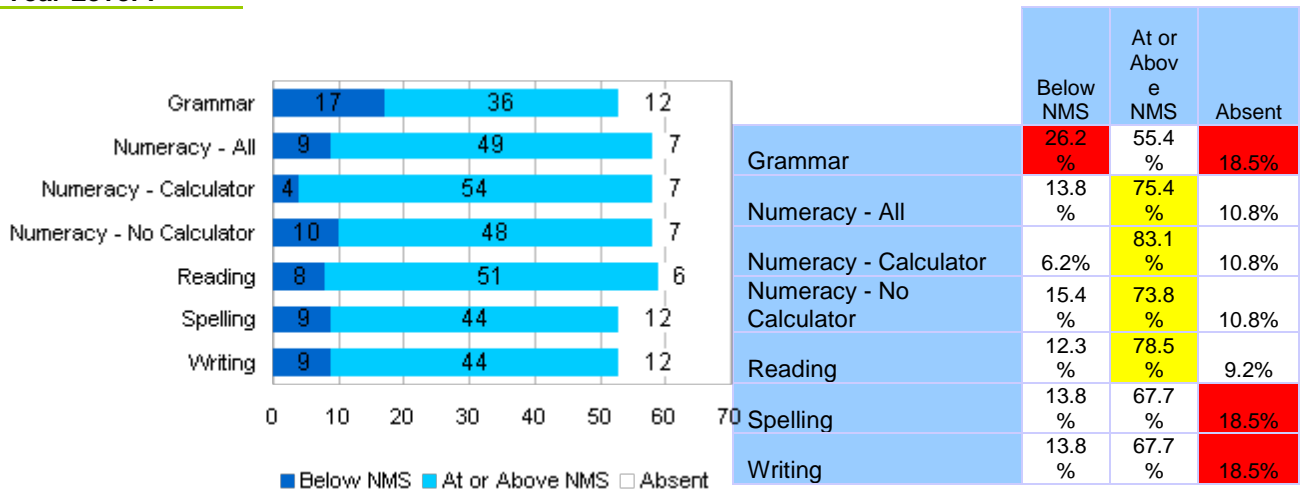 Year Level
Grammar 17 36 12
Numeracy - All 9 49 7
Numeracy - Calculator 4 54 7
Numeracy - No Calculator 10 48 7
Reading 8 51 6
Spelling 9 44 12
Writing 9 44 12
0 10 20 30 40 50 60 70
Below NMS At or Above NMS Absent
Below
NMS
At or
Abov
e
NMS
Absent
Grammar
26.2
%
55.4
%
18.5%
Numeracy - All
13.8
%
75.4
%
10.8%
Numeracy - Calculator
6.2%
83.1
%
10.8%
Numeracy - No
Calculator
15.4
%
73.8
%
10.8%
Reading
12.3
%
78.5
%
9.2%
Spelling
13.8
%
67.7
%
18.5%
Writing
13.8
%
67.7
%
18.5%